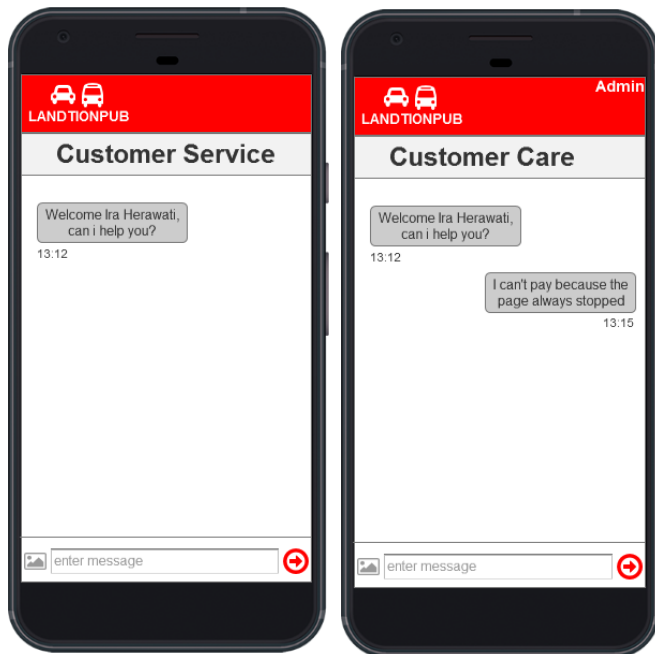 LANDTIONPUB
Customer Service
Welcome Ira Herawati,
can i help you?
13:12
enter message
Admin
LANDTIONPUB
Customer Care
Welcome Ira Herawati,
can i help you?
13:12
I can't pay because the
page always stopped
13:15
enter message